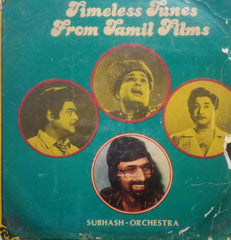 Timeless Tunes
From Tamil Films
SUBHASH-ORCHESTRA